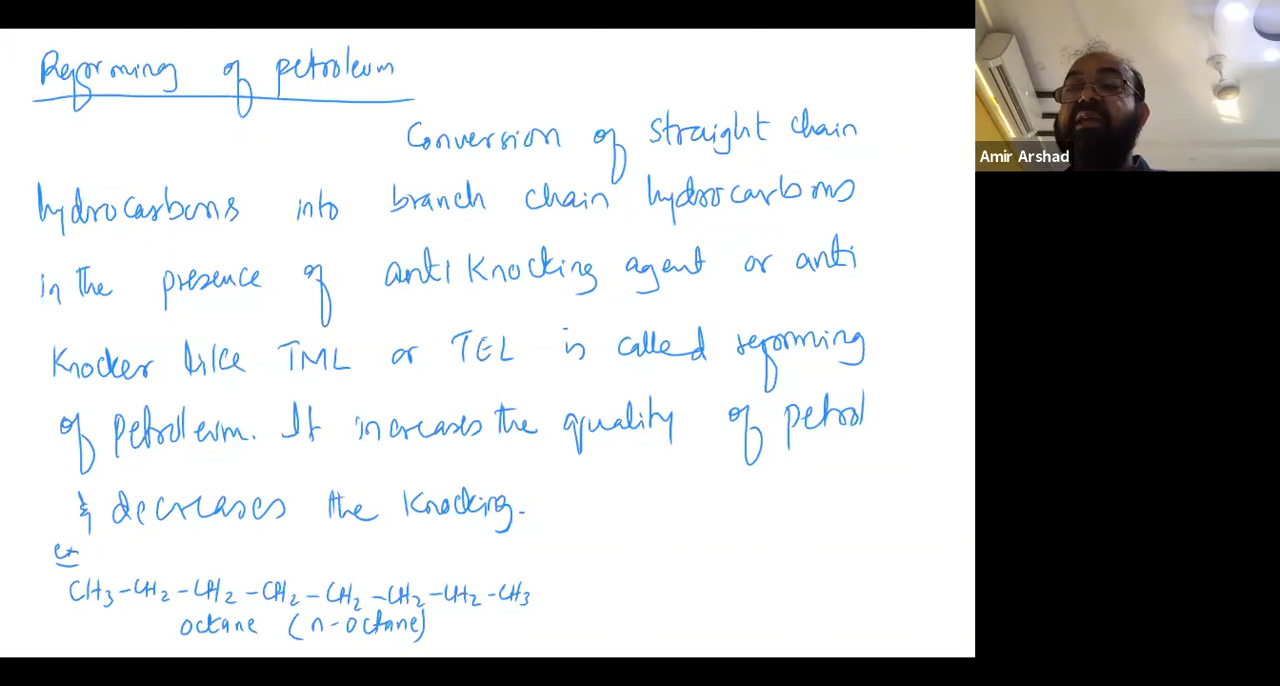 Reforming of petroleum
Conversion of straight chain
hydrocarbons into branch chain hydrocarbons
in the presence of anti Knocking agent or anti
Knocker like TML or TEL is called reforming
of petroleum. It increases the quality of petrol
& decreases the Knocking.
ex
CH3-CH2-CH2-CH2-CH2-CH2-CH2-CH3
octane (n-octane)
Amir Arshad